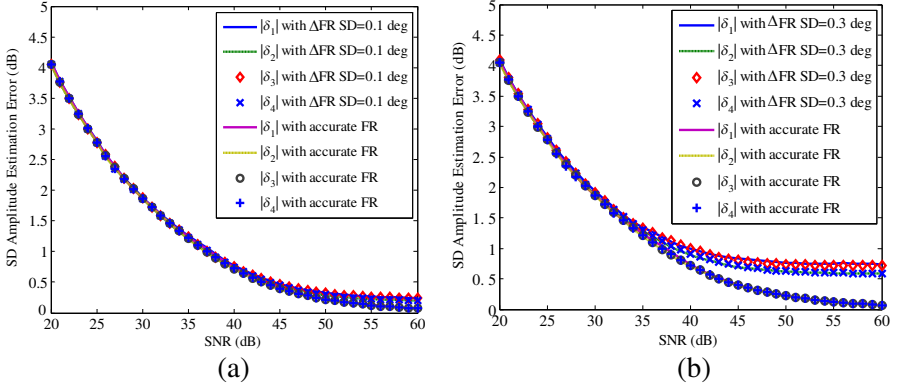 5
4.5
4
3.5
3
2.5
2
1.5
1
0.5
0
SD Amplitude Estimation Error (dB)
|δ1| with ΔFR SD=0.1 deg
|δ2| with ΔFR SD=0.1 deg
|δ3| with ΔFR SD=0.1 deg
|δ4| with ΔFR SD=0.1 deg
|δ1| with accurate FR
|δ2| with accurate FR
|δ3| with accurate FR
|δ4| with accurate FR
20 25 30 35 40 45 50 55 60
SNR (dB)
(a)
5
4.5
4
3.5
3
2.5
2
1.5
1
0.5
0
SD Amplitude Estimation Error (dB)
|δ1| with ΔFR SD=0.3 deg
|δ2| with ΔFR SD=0.3 deg
|δ3| with ΔFR SD=0.3 deg
|δ4| with ΔFR SD=0.3 deg
|δ1| with accurate FR
|δ2| with accurate FR
|δ3| with accurate FR
|δ4| with accurate FR
20 25 30 35 40 45 50 55 60
SNR (dB)
(b)